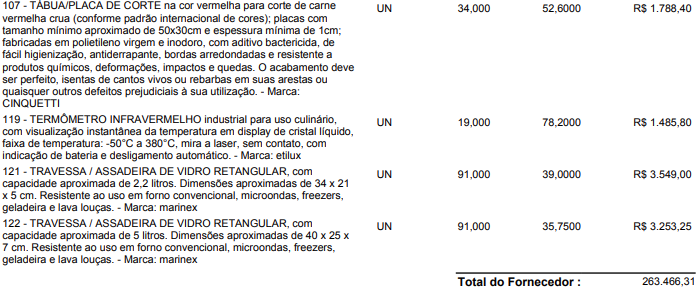 107 - TÁBUA/PLACA DE CORTE na cor vermelha para corte de carne UN 34,000 52,6000 R$ 1.788,40
vermelha crua (conforme padrão internacional de cores); placas com
tamanho mínimo aproximado de 50x30cm e espessura mínima de 1cm;
fabricadas em polietileno virgem e inodoro, com aditivo bactericida, de
fácil higienização, antiderrapante, bordas arredondadas e resistente a
produtos químicos, deformações, impactos e quedas. O acabamento deve
ser perfeito, isentas de cantos vivos ou rebarbas em suas arestas ou
quaisquer outros defeitos prejudiciais à sua utilização. - Marca:
CINQUETTI
119 - TERMÔMETRO INFRAVERMELHO industrial para uso culinário, UN 19,000 78,2000 R$ 1.485,80
com visualização instantânea da temperatura em display de cristal líquido,
faixa de temperatura: -50°C a 380°C, mira a laser, sem contato, com
indicação de bateria e desligamento automático. - Marca: etilux
121 - TRAVESSA / ASSADEIRA DE VIDRO RETANGULAR, com UN 91,000 39,0000 R$ 3.549,00
capacidade aproximada de 2,2 litros. Dimensões aproximadas de 34 x 21
x 5 cm. Resistente ao uso em forno convencional, microondas, freezers,
geladeira e lava louças. - Marca: marinex
122 - TRAVESSA / ASSADEIRA DE VIDRO RETANGULAR, com UN 91,000 35,7500 R$ 3.253,25
capacidade aproximada de 5 litros. Dimensões aproximadas de 40 x 25 x
7 cm. Resistente ao uso em forno convencional, microondas, freezers,
geladeira e lava louças. - Marca: marinex
Total do Fornecedor : 263.466,31